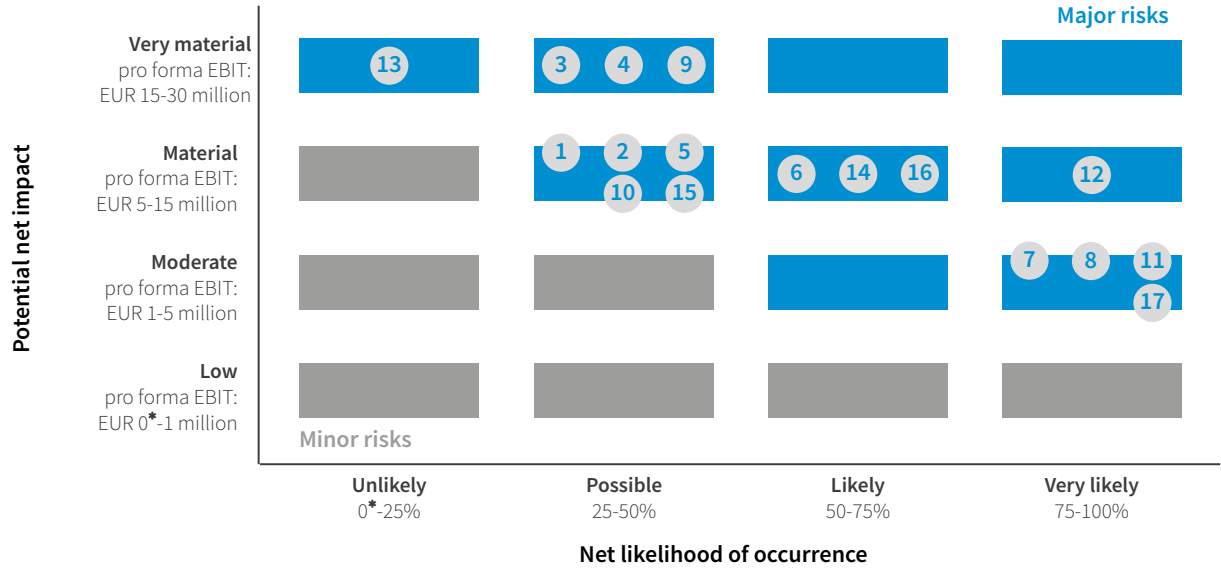 Major risks
Very material
pro forma EBIT:
EUR 15-30 million
13
3 4 9
Material
pro forma EBIT:
EUR 5-15 million
1 2 5
10 15
6 14 16
12
Moderate
pro forma EBIT:
EUR 1-5 million
7 8 11
17
Low
pro forma EBIT:
EUR 0*-1 million
Minor risks
Potential net impact
Unlikely
0*-25%
Possible
25-50%
Likely
50-75%
Very likely
75-100%
Net likelihood of occurrence